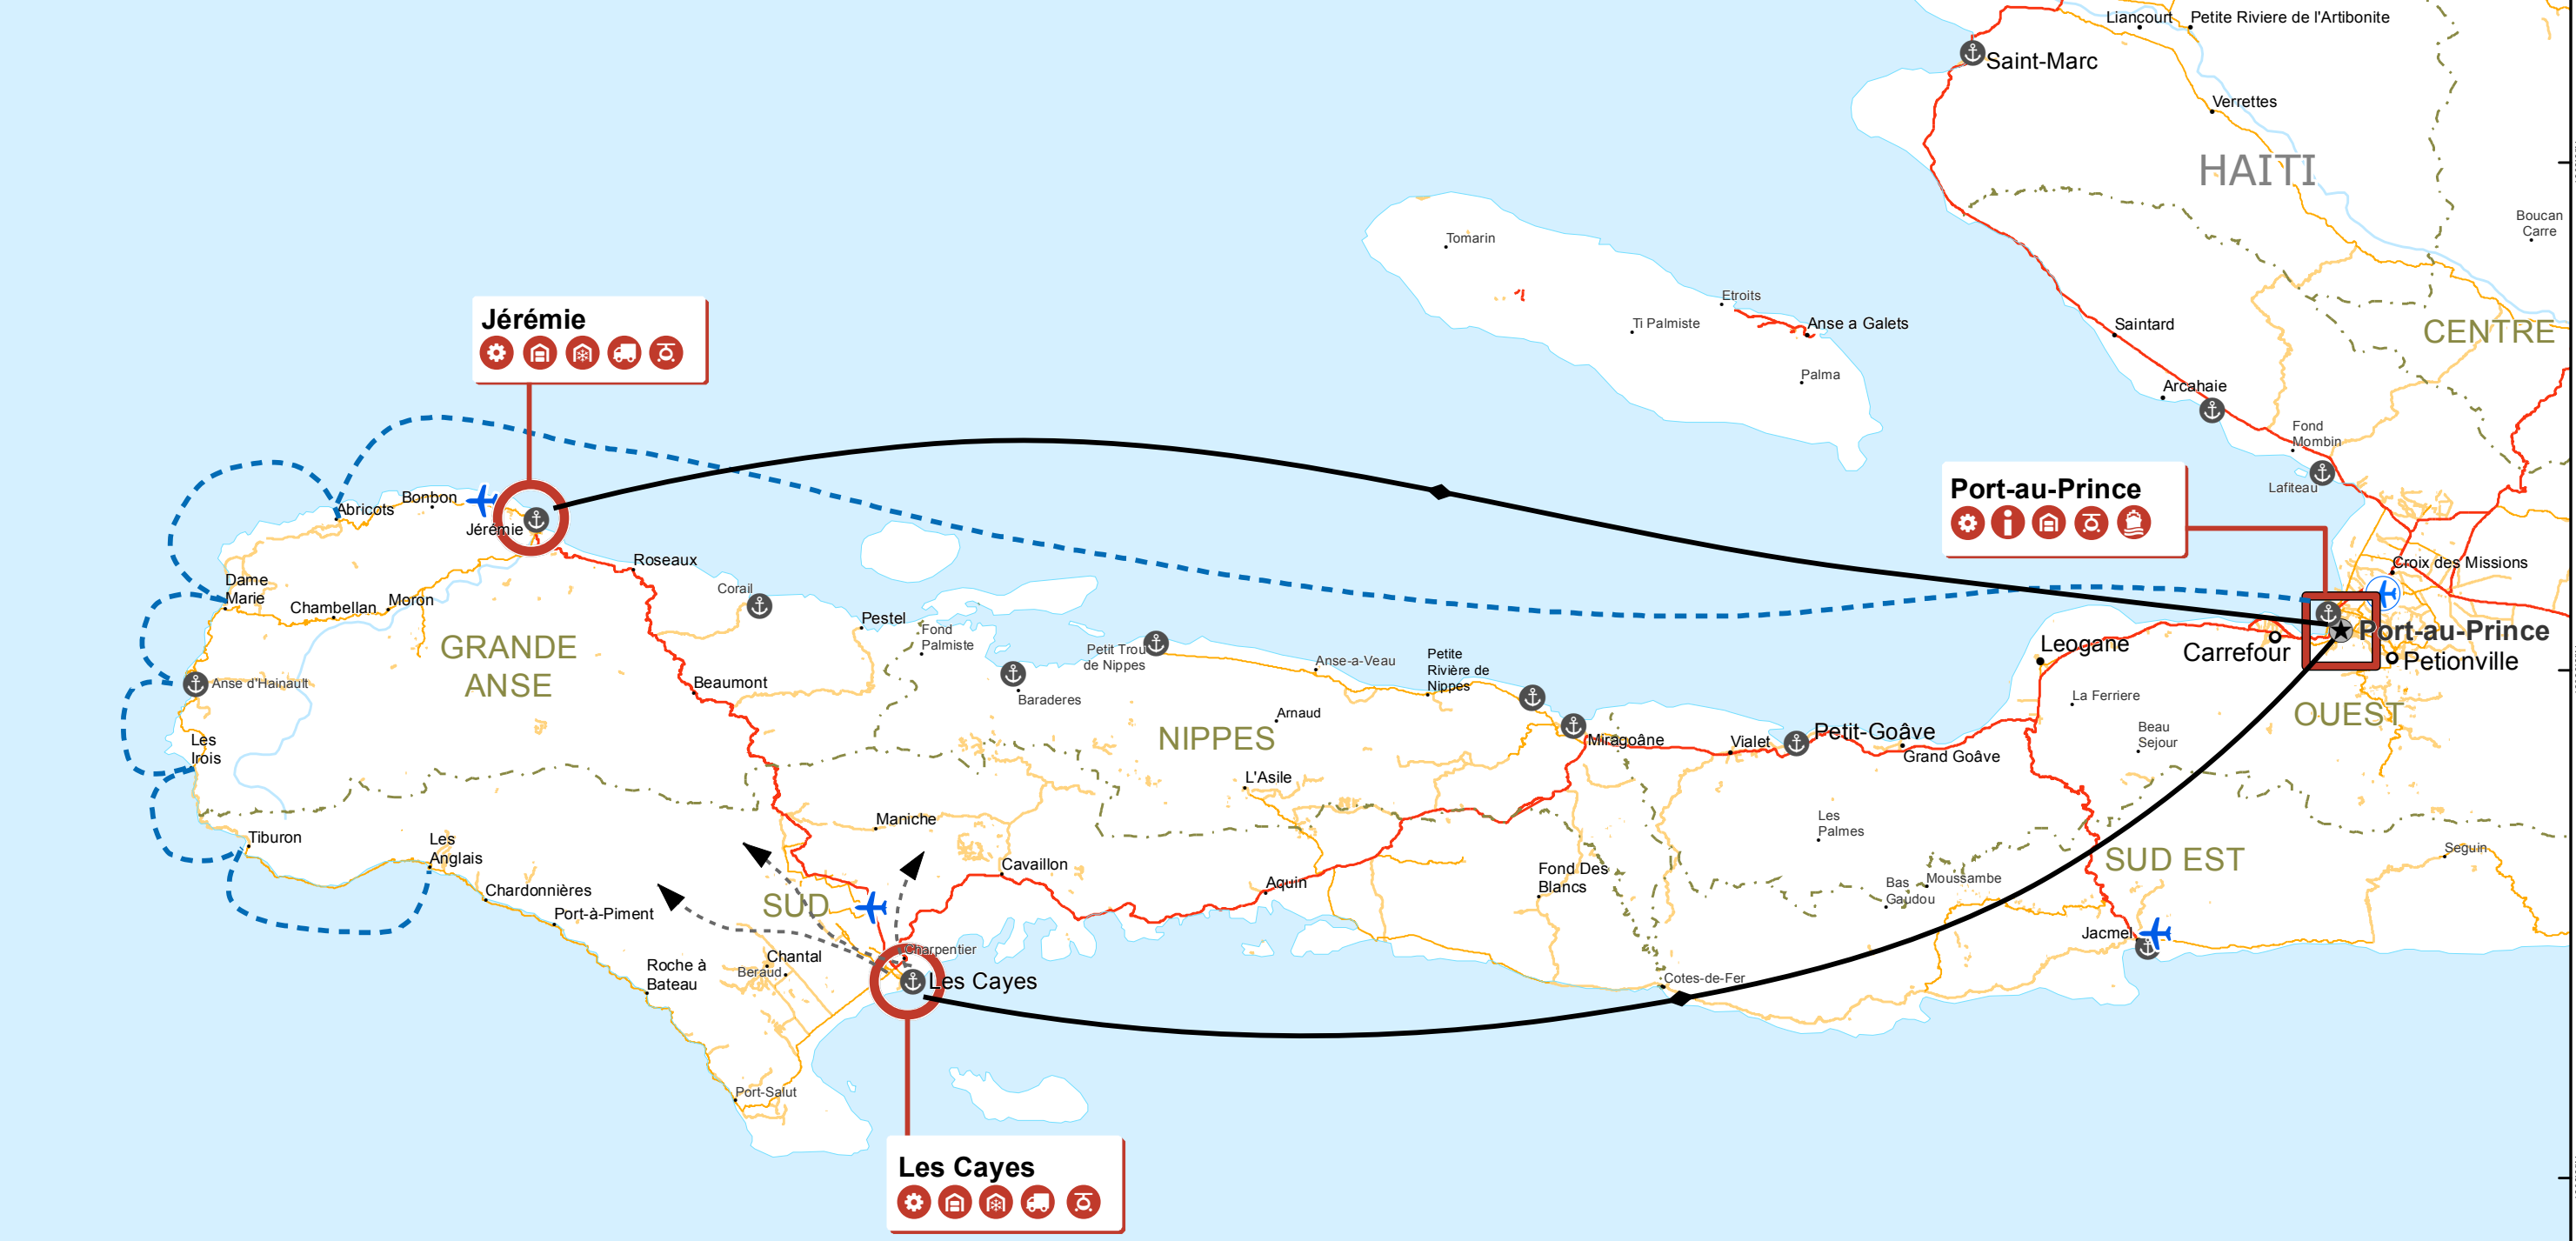 Liancourt
Petite Riviere de l'Artibonite
Saint-Marc
Verrettes
HAITI
Boucan
Carre
Tomarin
Etroits
Ti Palmiste
Anse a Galets
Palma
Saintard
CENTRE
Arcahaie
Fond
Mombin
Lafiteau
Jérémie
Port-au-Prince
Bonbon
Abricots
Jérémie
Roseaux
Croix des Missions
Dame
Marie
Chambellan
Moron
Corail
Pestel
Fond
Palmiste
GRANDE
ANSE
Petit Trou
de Nippes
Anse-a-Veau
Petite
Rivière de
Nippes
Leogane
Carrefour
Port-au-Prince
Petionville
Anse d'Hainault
Beaumont
Baraderes
Arnaud
NIPPES
La Ferriere
OUEST
Les
Irois
Miragoâne
Vialet
Petit-Goâve
Grand Goâve
Beau
Sejour
L'Asile
Tiburon
Les
Anglais
Maniche
Les
Palmes
Cavaillon
Aquin
Fond Des
Blancs
Bas
Gaudou
Moussambe
SUD EST
Seguin
Chardonnières
Port-à-Piment
SUD
Jacmel
Chantal
Beraud
Charpentier
Roche à
Bateau
Les Cayes
Cotes-de-Fer
Port-Salut
Les Cayes